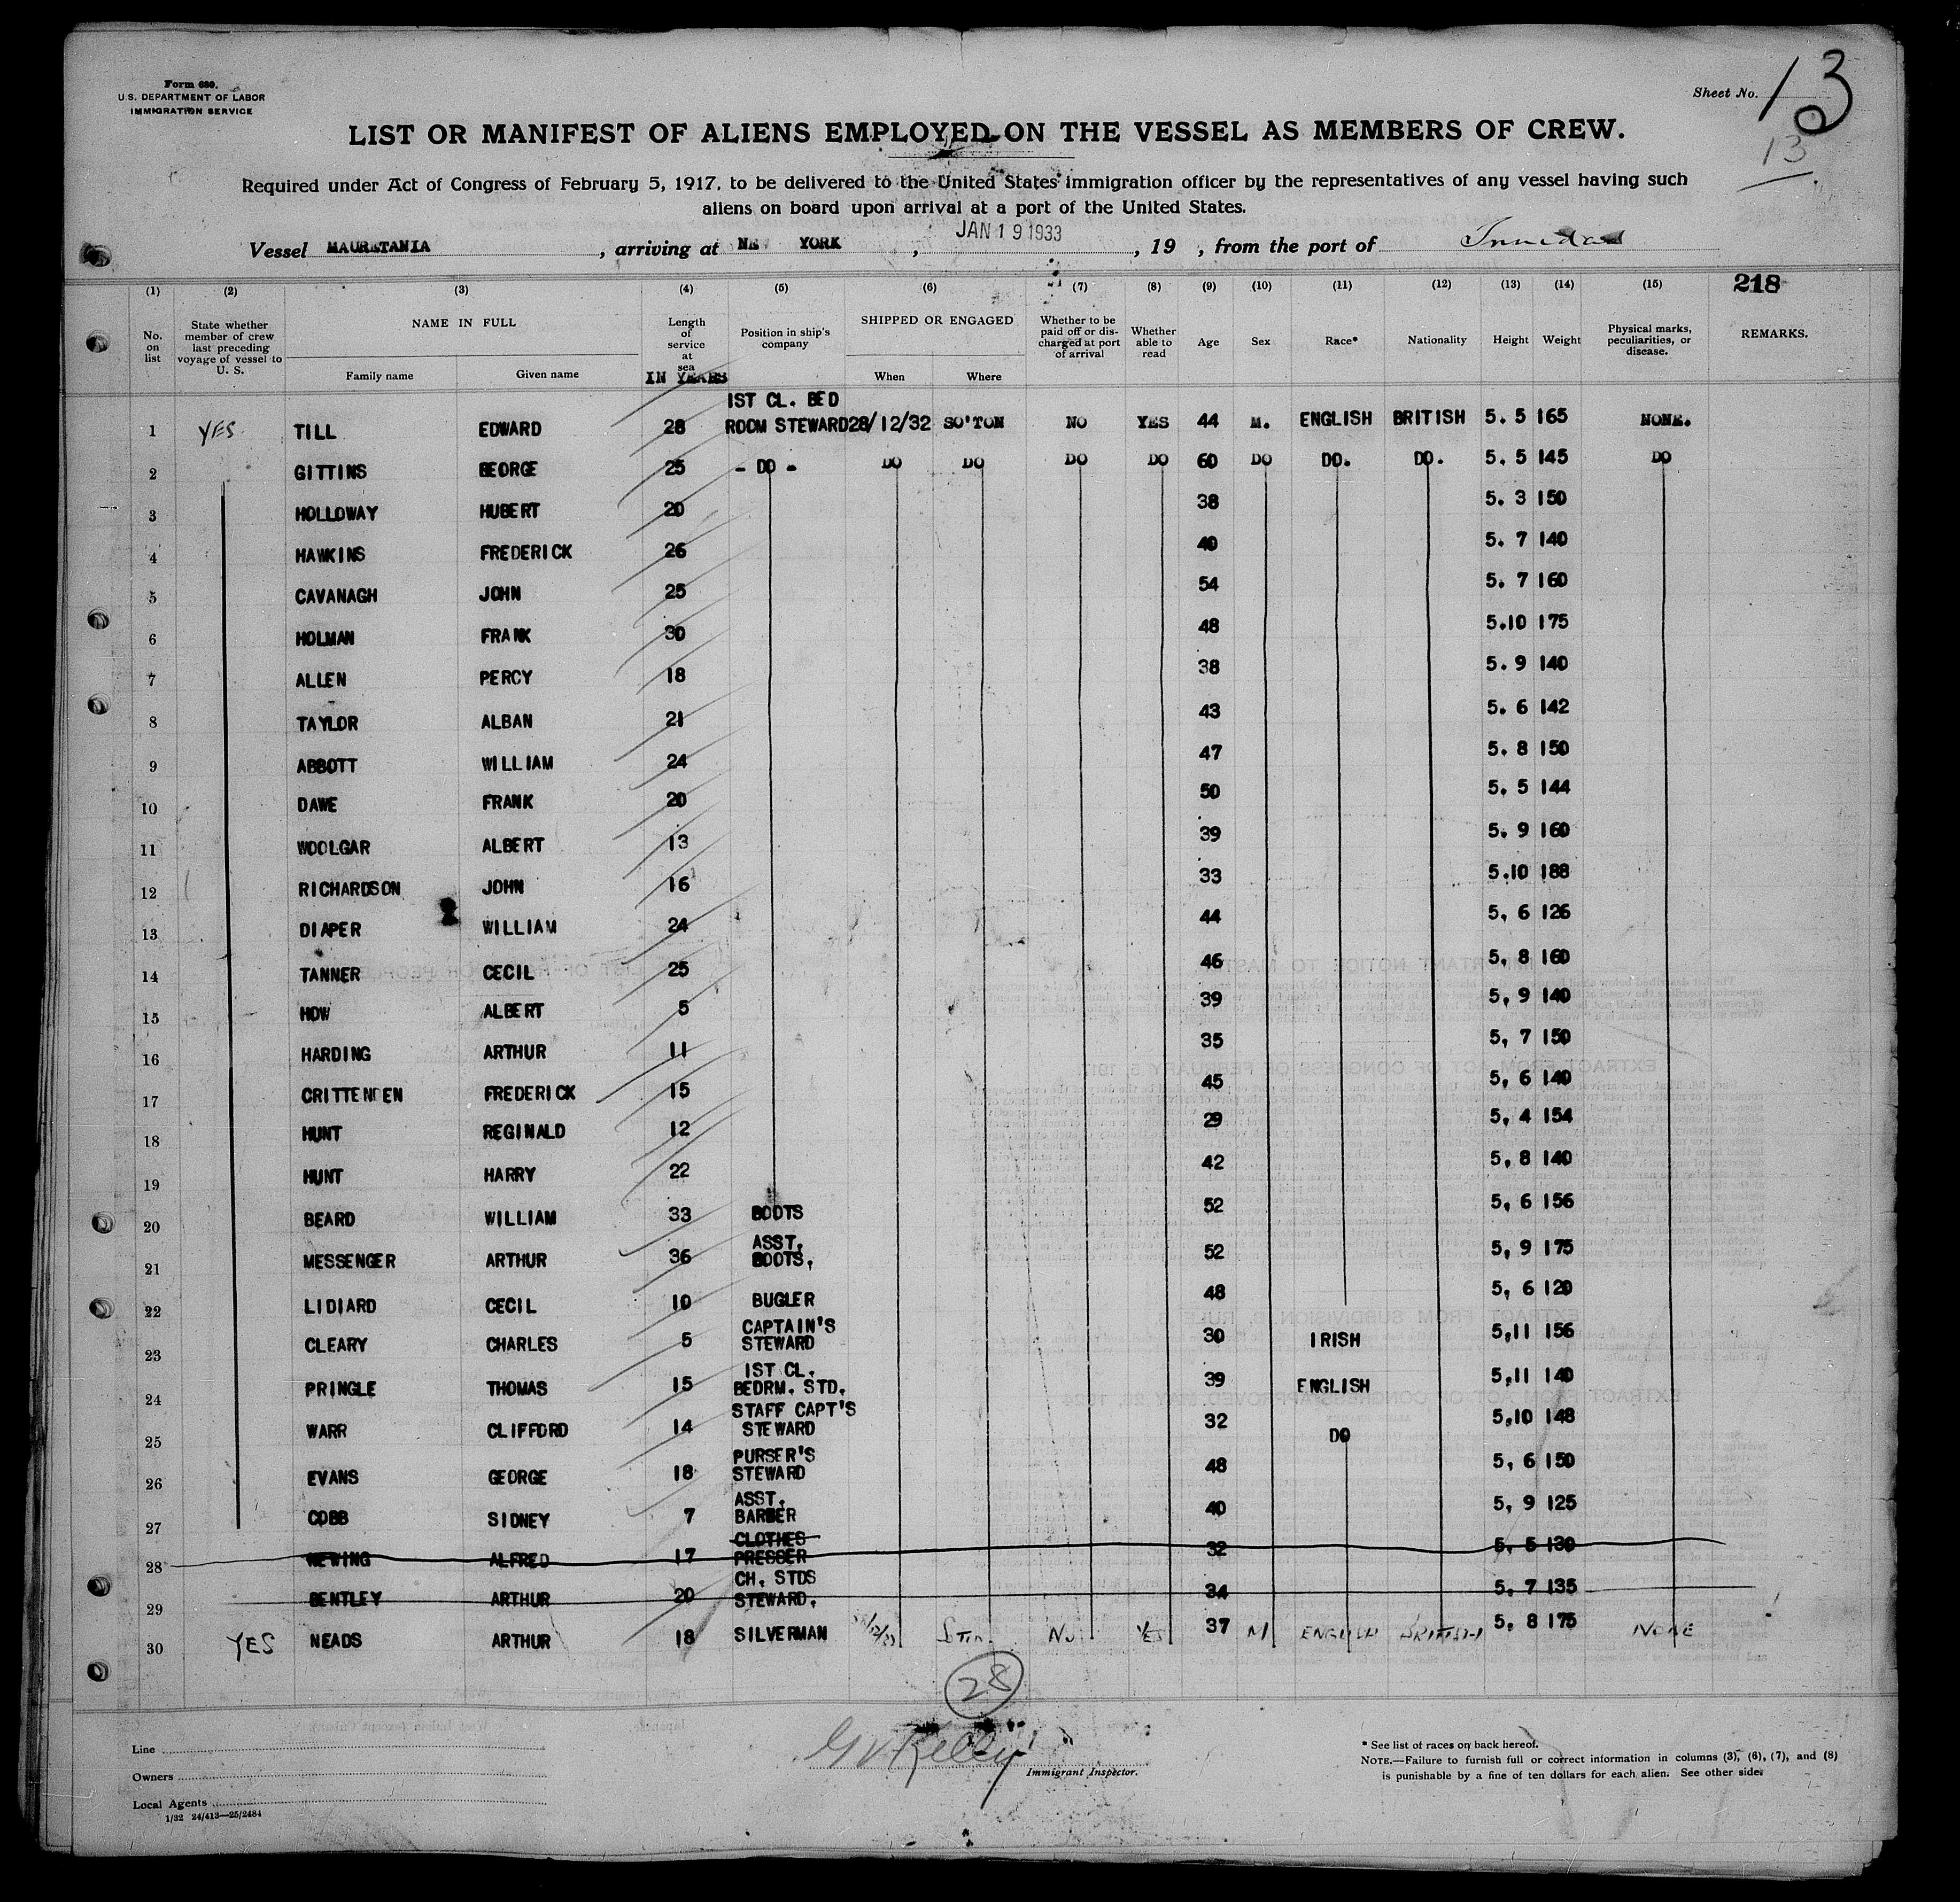 Form 680.
U.S. DEPARTMENT OF LABOR
IMMIGRATION SERVICE
Sheet No. 13
13
LIST OR MANIFEST OF ALIENS EMPLOYED ON THE VESSEL AS MEMBERS OF CREW.
Required under Act of Congress of February 5, 1917, to be delivered to the United States immigration officer by the representatives of any vessel having such
aliens on board upon arrival at a port of the United States.
Vessel MAURETANIA , arriving at NEW YORK , JAN 19 1933 , 19 , from the port of Trinidad
218
(1) (2) (3) (4) (5) (6) (7) (8) (9) (10) (11) (12) (13) (14) (15)
No. on list State whether member of crew last preceding voyage of vessel to U. S. NAME IN FULL Family name Given name Length of service at sea IN YEARS Position in ship's company SHIPPED OR ENGAGED When Where Whether to be paid off or discharged at port of arrival Whether able to read Age Sex Race* Nationality Height Weight Physical marks, peculiarities, or disease. REMARKS.
1 YES TILL EDWARD 28 1ST CL. BED ROOM STEWARD 28/12/32 SO'TON NO YES 44 M. ENGLISH BRITISH 5. 5 165 NONE.
2 GITTINS BEORGE 25 - DO - DO DO DO DO 60 DO DO. DO. 5. 5 145 DO
3 HOLLOWAY HUBERT 20 38 5. 3 150
4 HAWKINS FREDERICK 26 40 5. 7 140
5 CAVANAGH JOHN 25 54 5. 7 160
6 HOLMAN FRANK 30 48 5.10 175
7 ALLEN PERCY 18 38 5. 9 140
8 TAYLOR ALBAN 21 43 5. 6 142
9 ABBOTT WILLIAM 24 47 5. 8 150
10 DAWE FRANK 20 50 5. 5 144
11 WOOLGAR ALBERT 13 39 5. 9 160
12 RICHARDSON JOHN 16 33 5.10 188
13 DIAPER WILLIAM 24 44 5, 6 126
14 TANNER CECIL 25 46 5, 8 160
15 HOW ALBERT 5 39 5, 9 140
16 HARDING ARTHUR 11 35 5, 7 150
17 CRITTENDEN FREDERICK 15 45 5, 6 140
18 HUNT REGINALD 12 29 5, 4 154
19 HUNT HARRY 22 42 5, 8 140
20 BEARD WILLIAM 33 BOOTS 52 5, 6 156
21 MESSENGER ARTHUR 36 ASST. BOOTS, 52 5, 9 175
22 LIDIARD CECIL 10 BUGLER 48 5, 6 120
23 CLEARY CHARLES 5 CAPTAIN'S STEWARD 30 IRISH 5,11 156
24 PRINGLE THOMAS 15 1ST CL. BEDRM. STD. 39 ENGLISH 5,11 140
25 WARR CLIFFORD 14 STAFF CAPT'S STEWARD 32 DO 5,10 148
26 EVANS GEORGE 18 PURSER'S STEWARD 48 5, 6 150
27 COBB SIDNEY 7 ASST. BARBER 40 5, 9 125
28 NEWING ALFRED 17 CLOTHES PRESSER 32 5, 5 130
29 BENTLEY ARTHUR 20 CH. STDS STEWARD, 34 5, 7 135
30 YES NEADS ARTHUR 18 SILVERMAN No YES 37 M ENGLISH BRITISH 5, 8 175 NONE
28
G V Kelly
Immigrant Inspector.
Line
Owners
Local Agents
1/32 24/413—25/2484
* See list of races on back hereof.
NOTE.—Failure to furnish full or correct information in columns (3), (6), (7), and (8)
is punishable by a fine of ten dollars for each alien. See other side.